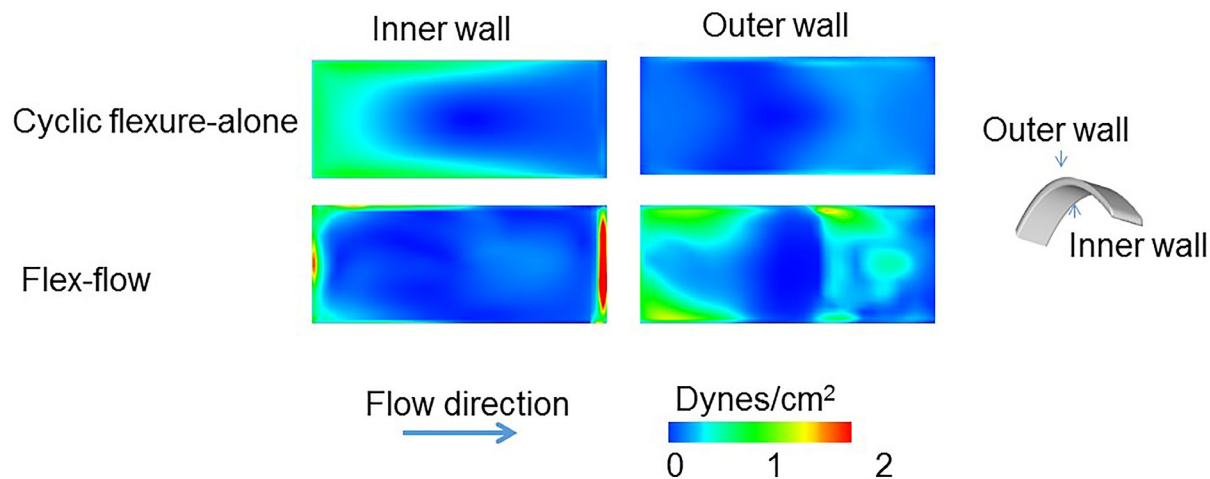 Inner wall
Outer wall
Cyclic flexure-alone
Outer wall
Inner wall
Flex-flow
Flow direction
Dynes/cm²
0 1 2